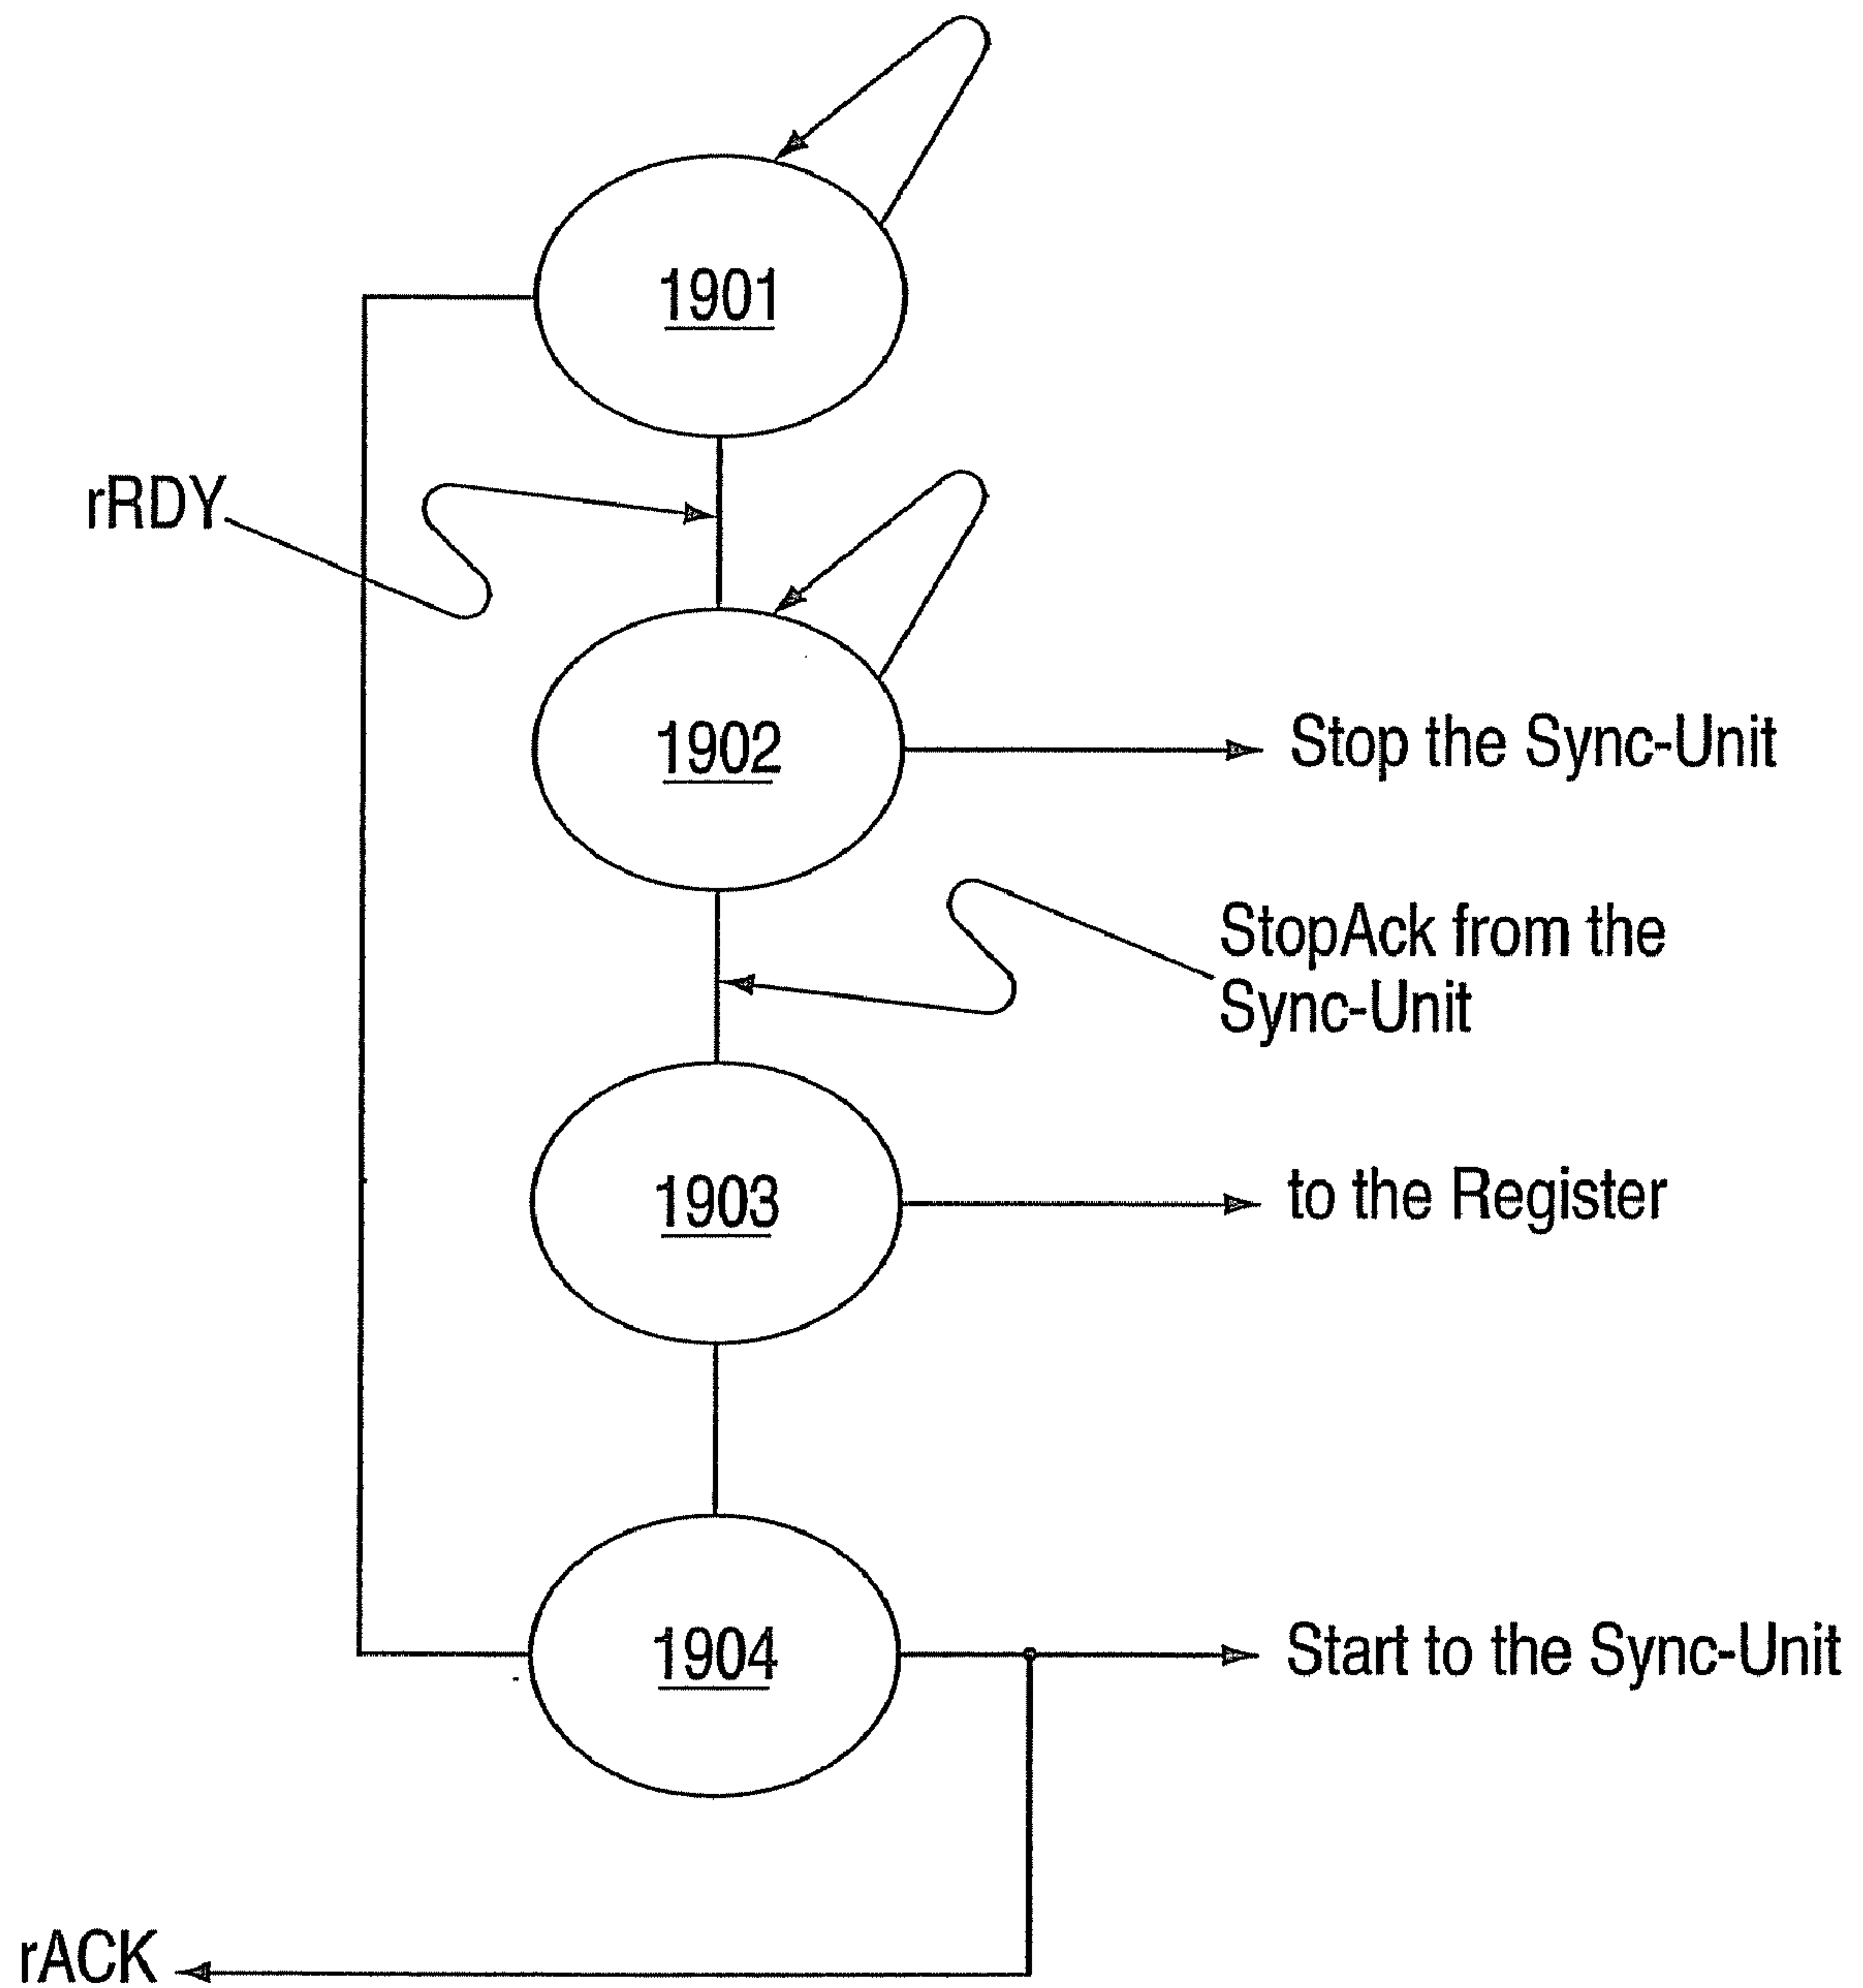 1901
rRDY
1902
Stop the Sync-Unit
StopAck from the
Sync-Unit
1903
to the Register
1904
Start to the Sync-Unit
rACK